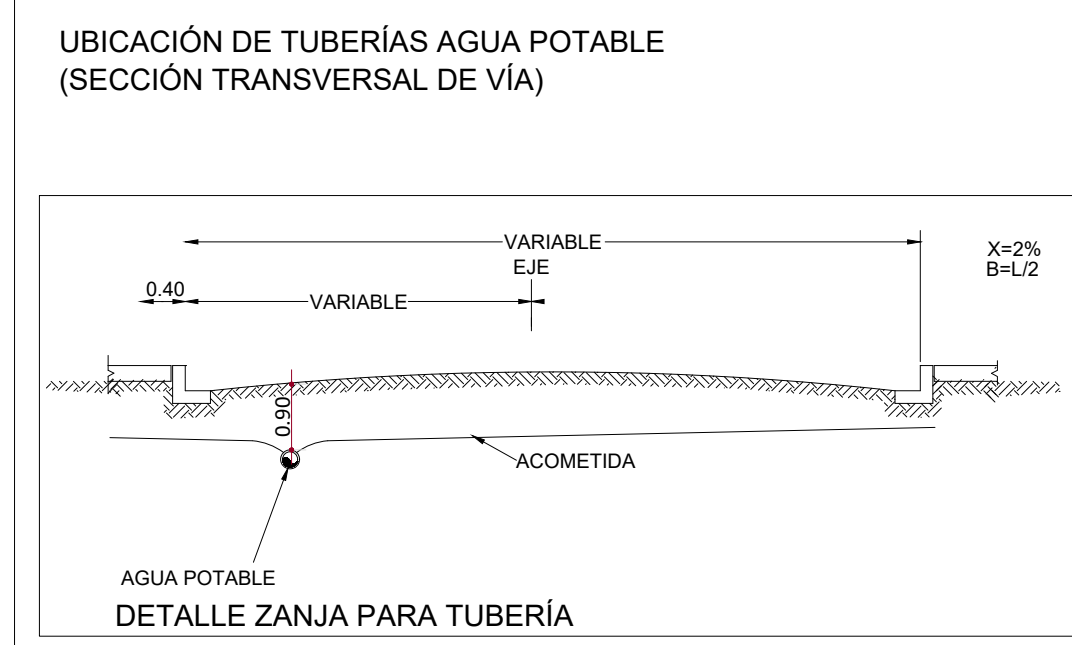 UBICACIÓN DE TUBERÍAS AGUA POTABLE
(SECCIÓN TRANSVERSAL DE VÍA)
VARIABLE
EJE
X=2%
B=L/2
0.40
VARIABLE
0.90
ACOMETIDA
AGUA POTABLE
DETALLE ZANJA PARA TUBERÍA